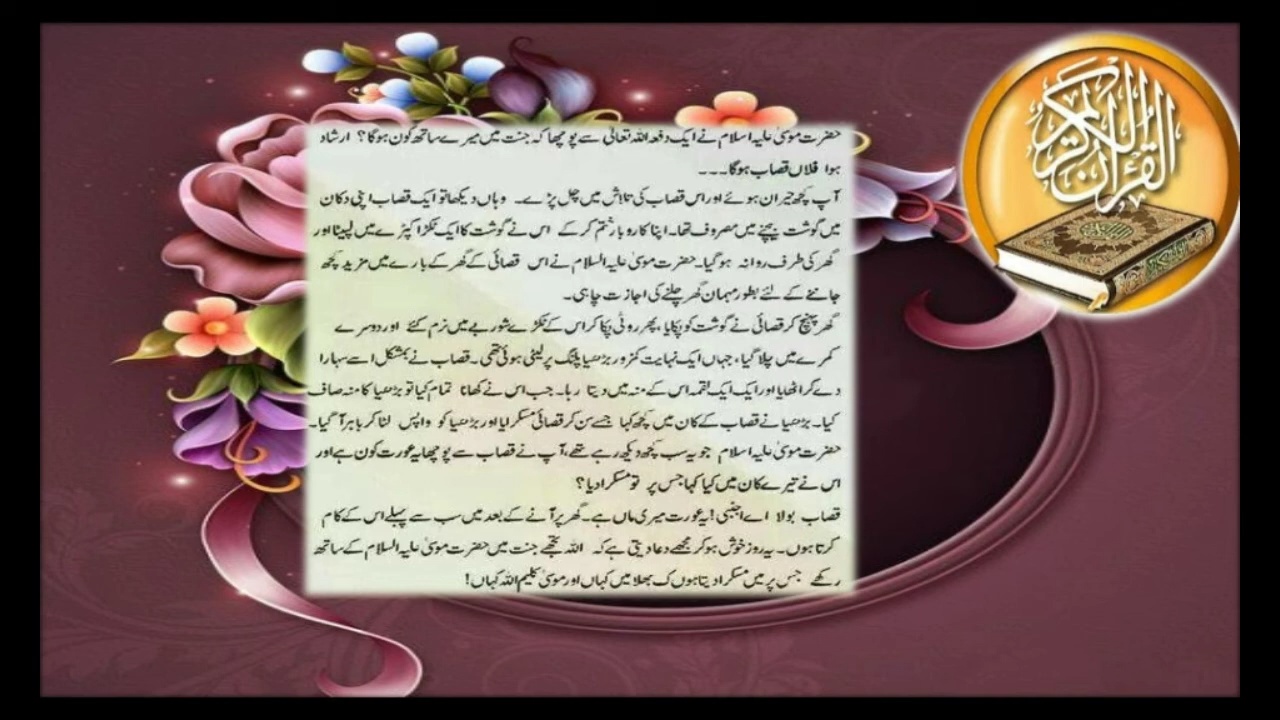 القرآن الكريم
حضرت موسیٰ علیہ اسلام نے ایک دفعہ اللہ تعالیٰ سے پوچھا کہ جنت میں میرے ساتھ کون ہوگا؟ ارشاد
ہوا فلاں قصاب ہوگا۔۔۔
آپ کچھ حیران ہوئے اور اس قصاب کی تلاش میں چل پڑے۔ وہاں دیکھا تو ایک قصاب اپنی دکان
میں گوشت بیچنے میں مصروف تھا۔ اپنا کاروبار ختم کر کے اس نے گوشت کا ایک ٹکڑا کپڑے میں لپیٹا اور
گھر کی طرف روانہ ہوگیا۔ حضرت موسیٰ علیہ السلام نے اس قصائی کے گھر کے بارے میں مزید کچھ
جاننے کے لئے بطور مہمان گھر چلنے کی اجازت چاہی۔
گھر پہنچ کر قصائی نے گوشت کو پکایا، پھر روٹی پکا کر اس کے ٹکڑے شوربے میں نرم کئے اور دوسرے
کمرے میں چلا گیا، جہاں ایک نہایت کمزور بڑھیا پلنگ پر لیٹی ہوئی تھی۔ قصاب نے بمشکل اسے سہارا
دے کر اٹھایا اور ایک ایک لقمہ اس کے منہ میں دیتا رہا۔ جب اس نے کھانا تمام کیا تو بڑھیا کا منہ صاف
کیا۔ بڑھیا نے قصاب کے کان میں کچھ کہا جسے سن کر قصائی مسکرایا اور بڑھیا کو واپس لٹا کر باہر آگیا۔
حضرت موسیٰ علیہ اسلام جو یہ سب کچھ دیکھ رہے تھے، آپ نے قصاب سے پوچھا یہ عورت کون ہے اور
اس نے تیرے کان میں کیا کہا جس پر تو مسکرا دیا؟
قصاب بولا اے اجنبی! یہ عورت میری ماں ہے۔ گھر پر آنے کے بعد میں سب سے پہلے اس کے کام
کرتا ہوں۔ یہ روز خوش ہوکر مجھے دعا دیتی ہے کہ اللہ تجھے جنت میں حضرت موسیٰ علیہ السلام کے ساتھ
رکھے جس پر میں مسکرا دیتا ہوں ک بھلا میں کہاں اور موسیٰ کلیم اللہ کہاں!